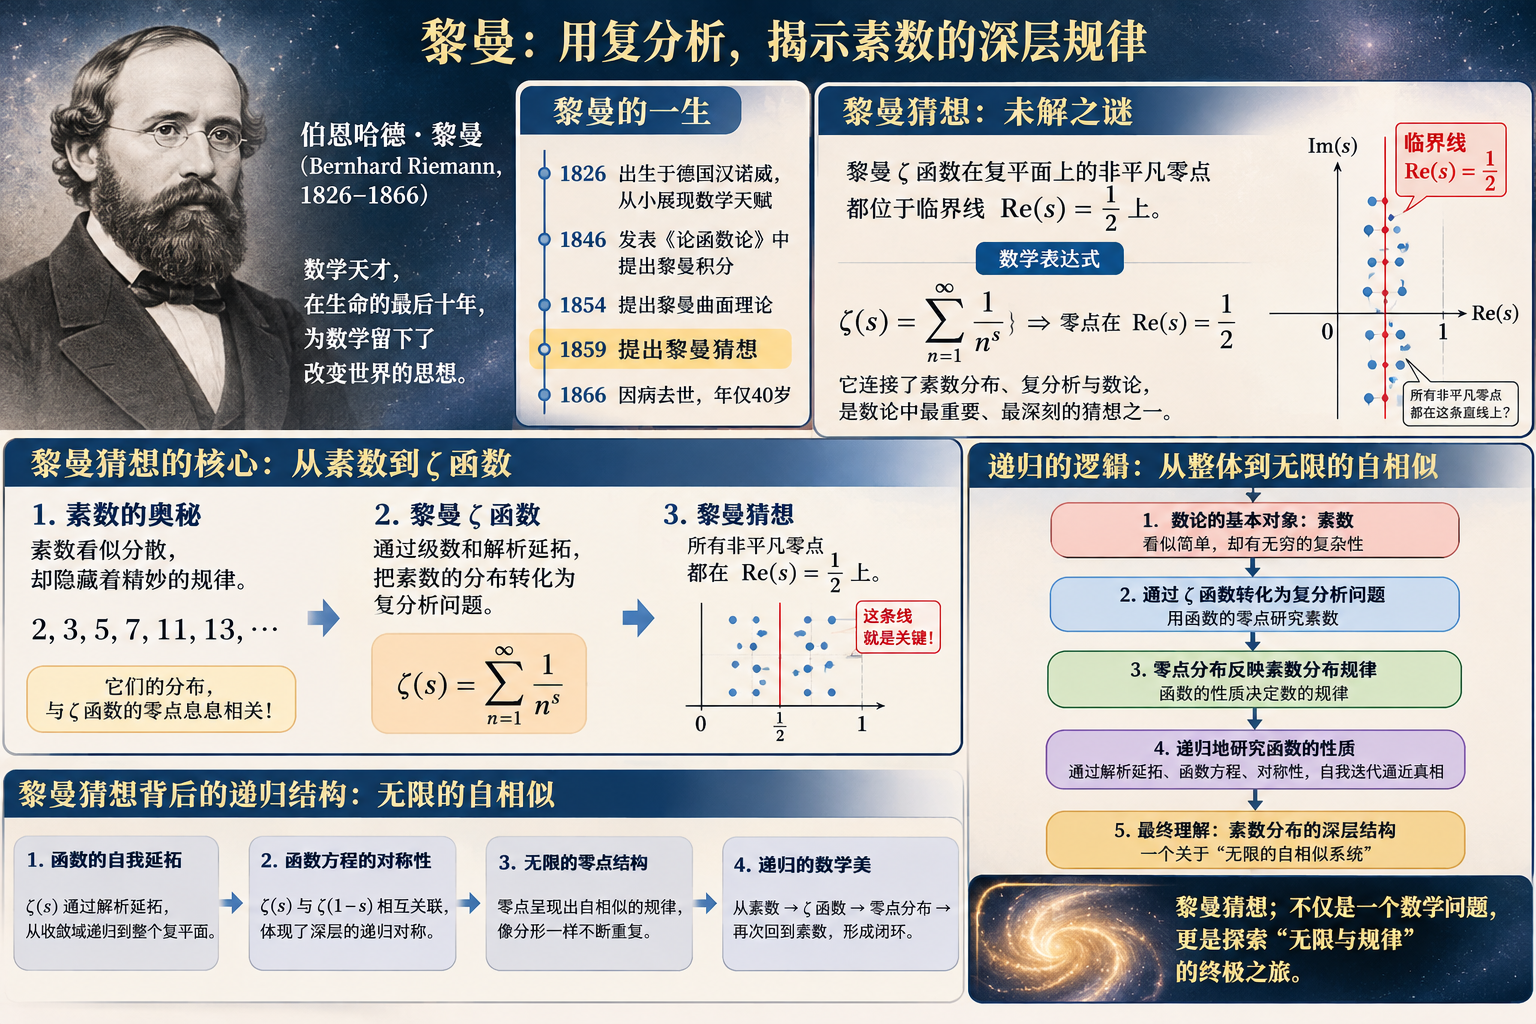 黎曼：用复分析，揭示素数的深层规律
伯恩哈德·黎曼
(Bernhard Riemann,
1826–1866)
数学天才，
在生命的最后十年，
为数学留下了
改变世界的思想。
黎曼的一生
1826 出生于德国汉诺威，
从小展现数学天赋
1846 发表《论函数论》中
提出黎曼积分
1854 提出黎曼曲面理论
1859 提出黎曼猜想
1866 因病去世，年仅40岁
黎曼猜想：未解之谜
黎曼 ζ 函数在复平面上的非平凡零点
都位于临界线 Re(s) = 1/2 上。
数学表达式
ζ(s) = ∑_{n=1}^{∞} 1/n^s } ⇒ 零点在 Re(s) = 1/2
它连接了素数分布、复分析与数论，
是数论中最重要、最深刻的猜想之一。
Im(s)
临界线
Re(s) = 1/2
Re(s)
0
1
所有非平凡零点
都在这条直线上？
黎曼猜想的核心：从素数到 ζ 函数
1. 素数的奥秘
素数看似分散，
却隐藏着精妙的规律。
2, 3, 5, 7, 11, 13, ⋯
它们的分布，
与 ζ 函数的零点息息相关！
2. 黎曼 ζ 函数
通过级数和解析延拓，
把素数的分布转化为
复分析问题。
ζ(s) = ∑_{n=1}^{∞} 1/n^s
3. 黎曼猜想
所有非平凡零点
都在 Re(s) = 1/2 上。
这条线
就是关键！
0
1/2
1
递归的逻辑：从整体到无限的自相似
1. 数论的基本对象：素数
看似简单，却有无穷的复杂性
2. 通过 ζ 函数转化为复分析问题
用函数的零点研究素数
3. 零点分布反映素数分布规律
函数的性质决定数的规律
4. 递归地研究函数的性质
通过解析延拓、函数方程、对称性，自我迭代逼近真相
5. 最终理解：素数分布的深层结构
一个关于“无限的自相似系统”
黎曼猜想背后的递归结构：无限的自相似
1. 函数的自我延拓
ζ(s) 通过解析延拓，
从收敛域递归到整个复平面。
2. 函数方程的对称性
ζ(s) 与 ζ(1−s) 相互关联，
体现了深层的递归对称。
3. 无限的零点结构
零点呈现出自相似的规律，
像分形一样不断重复。
4. 递归的数学美
从素数 → ζ 函数 → 零点分布 →
再次回到素数，形成闭环。
黎曼猜想；不仅是一个数学问题，
更是探索“无限与规律”
的终极之旅。